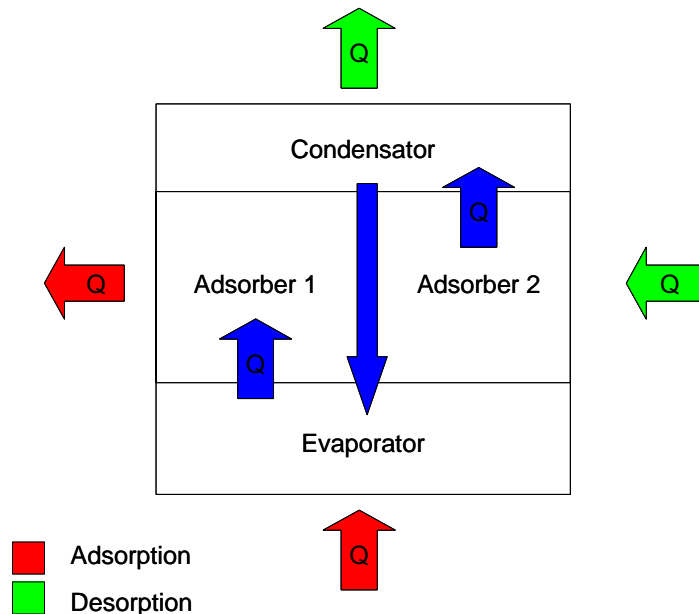 Q
Condensator
Q
Q
Adsorber 1
Adsorber 2
Q
Q
Evaporator
Q
Adsorption
Desorption